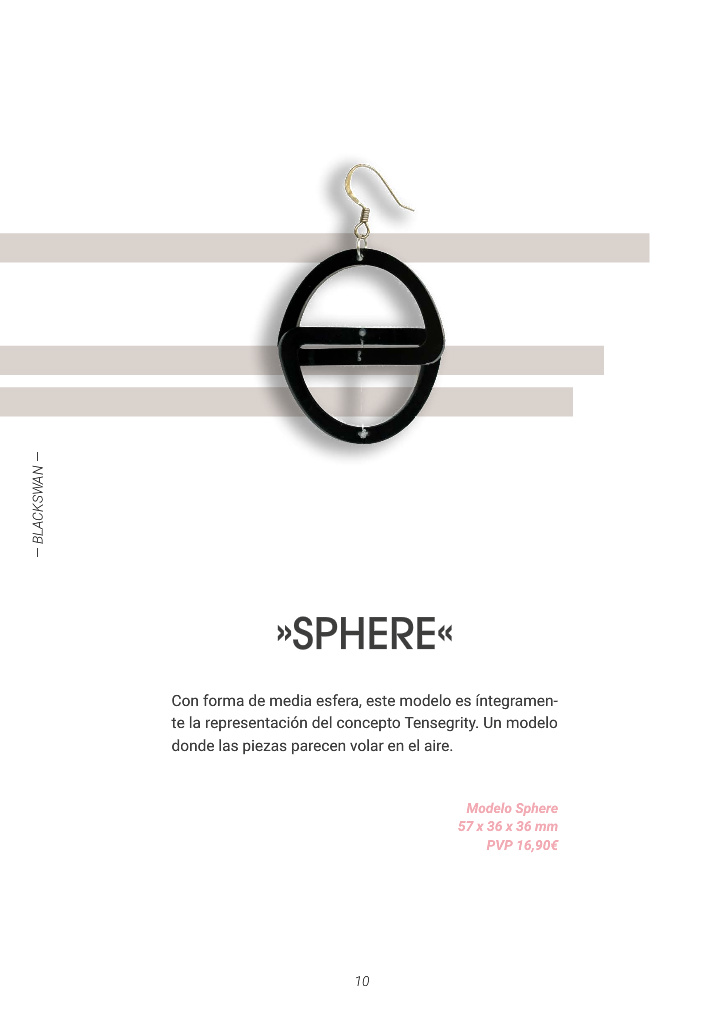 — BLACKSWAN —
»SPHERE«
Con forma de media esfera, este modelo es íntegramen-
te la representación del concepto Tensegrity. Un modelo
donde las piezas parecen volar en el aire.
Modelo Sphere
57 x 36 x 36 mm
PVP 16,90€
10